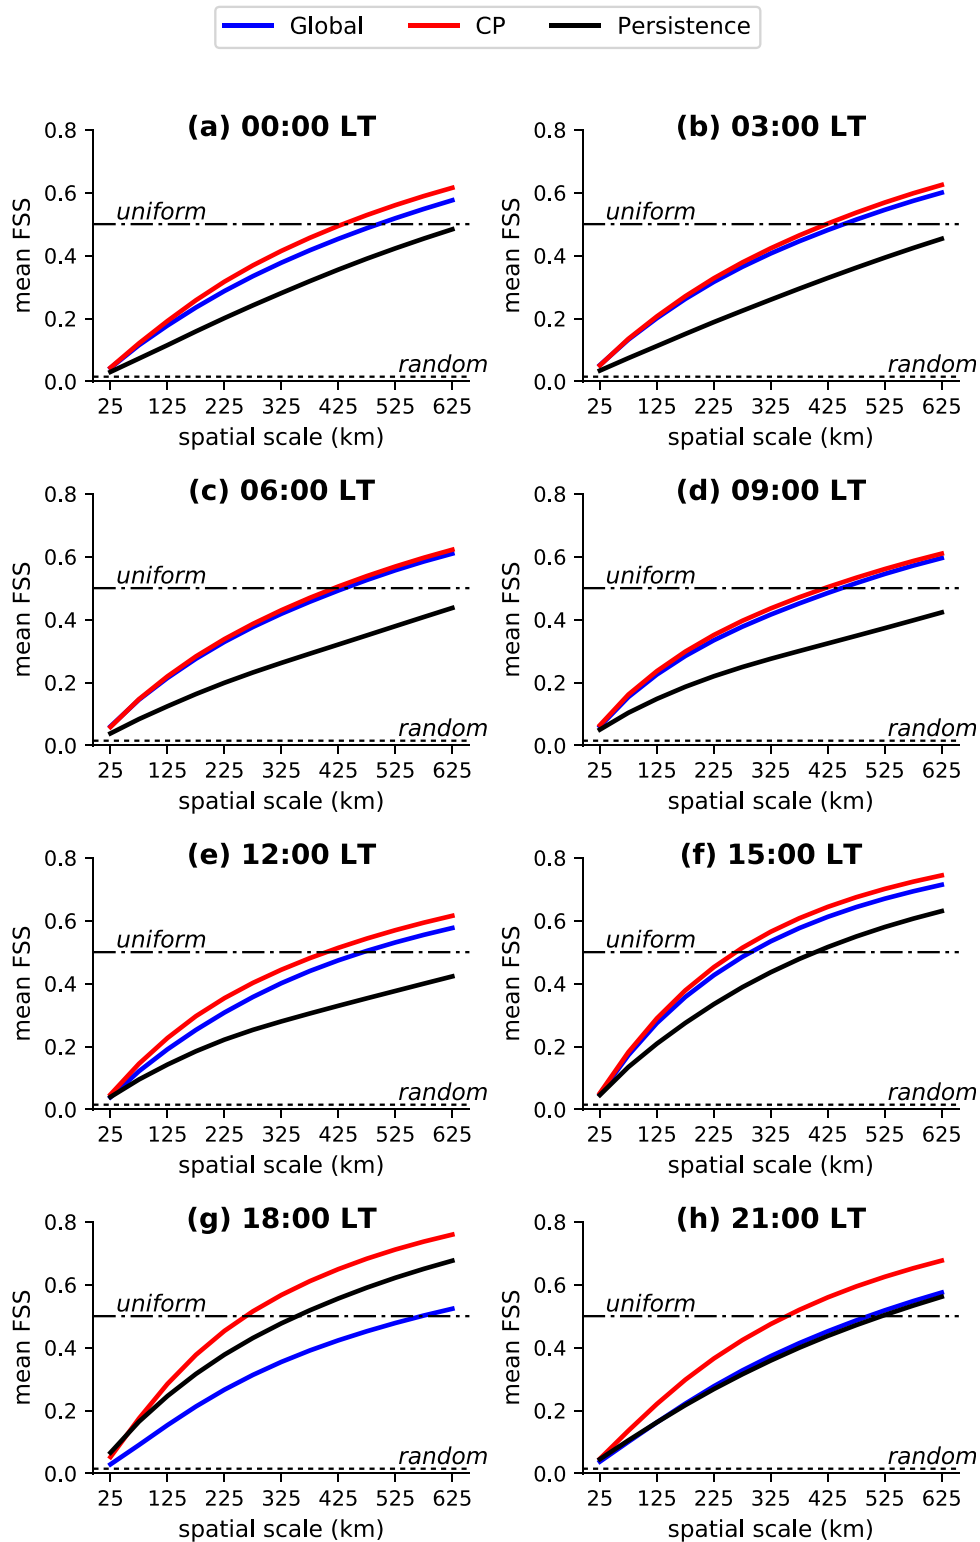 Global CP Persistence
(a) 00:00 LT
0.8
0.6
0.4
0.2
0.0
mean FSS
uniform
random
25 125 225 325 425 525 625
spatial scale (km)
(b) 03:00 LT
0.8
0.6
0.4
0.2
0.0
mean FSS
uniform
random
25 125 225 325 425 525 625
spatial scale (km)
(c) 06:00 LT
0.8
0.6
0.4
0.2
0.0
mean FSS
uniform
random
25 125 225 325 425 525 625
spatial scale (km)
(d) 09:00 LT
0.8
0.6
0.4
0.2
0.0
mean FSS
uniform
random
25 125 225 325 425 525 625
spatial scale (km)
(e) 12:00 LT
0.8
0.6
0.4
0.2
0.0
mean FSS
uniform
random
25 125 225 325 425 525 625
spatial scale (km)
(f) 15:00 LT
0.8
0.6
0.4
0.2
0.0
mean FSS
uniform
random
25 125 225 325 425 525 625
spatial scale (km)
(g) 18:00 LT
0.8
0.6
0.4
0.2
0.0
mean FSS
uniform
random
25 125 225 325 425 525 625
spatial scale (km)
(h) 21:00 LT
0.8
0.6
0.4
0.2
0.0
mean FSS
uniform
random
25 125 225 325 425 525 625
spatial scale (km)